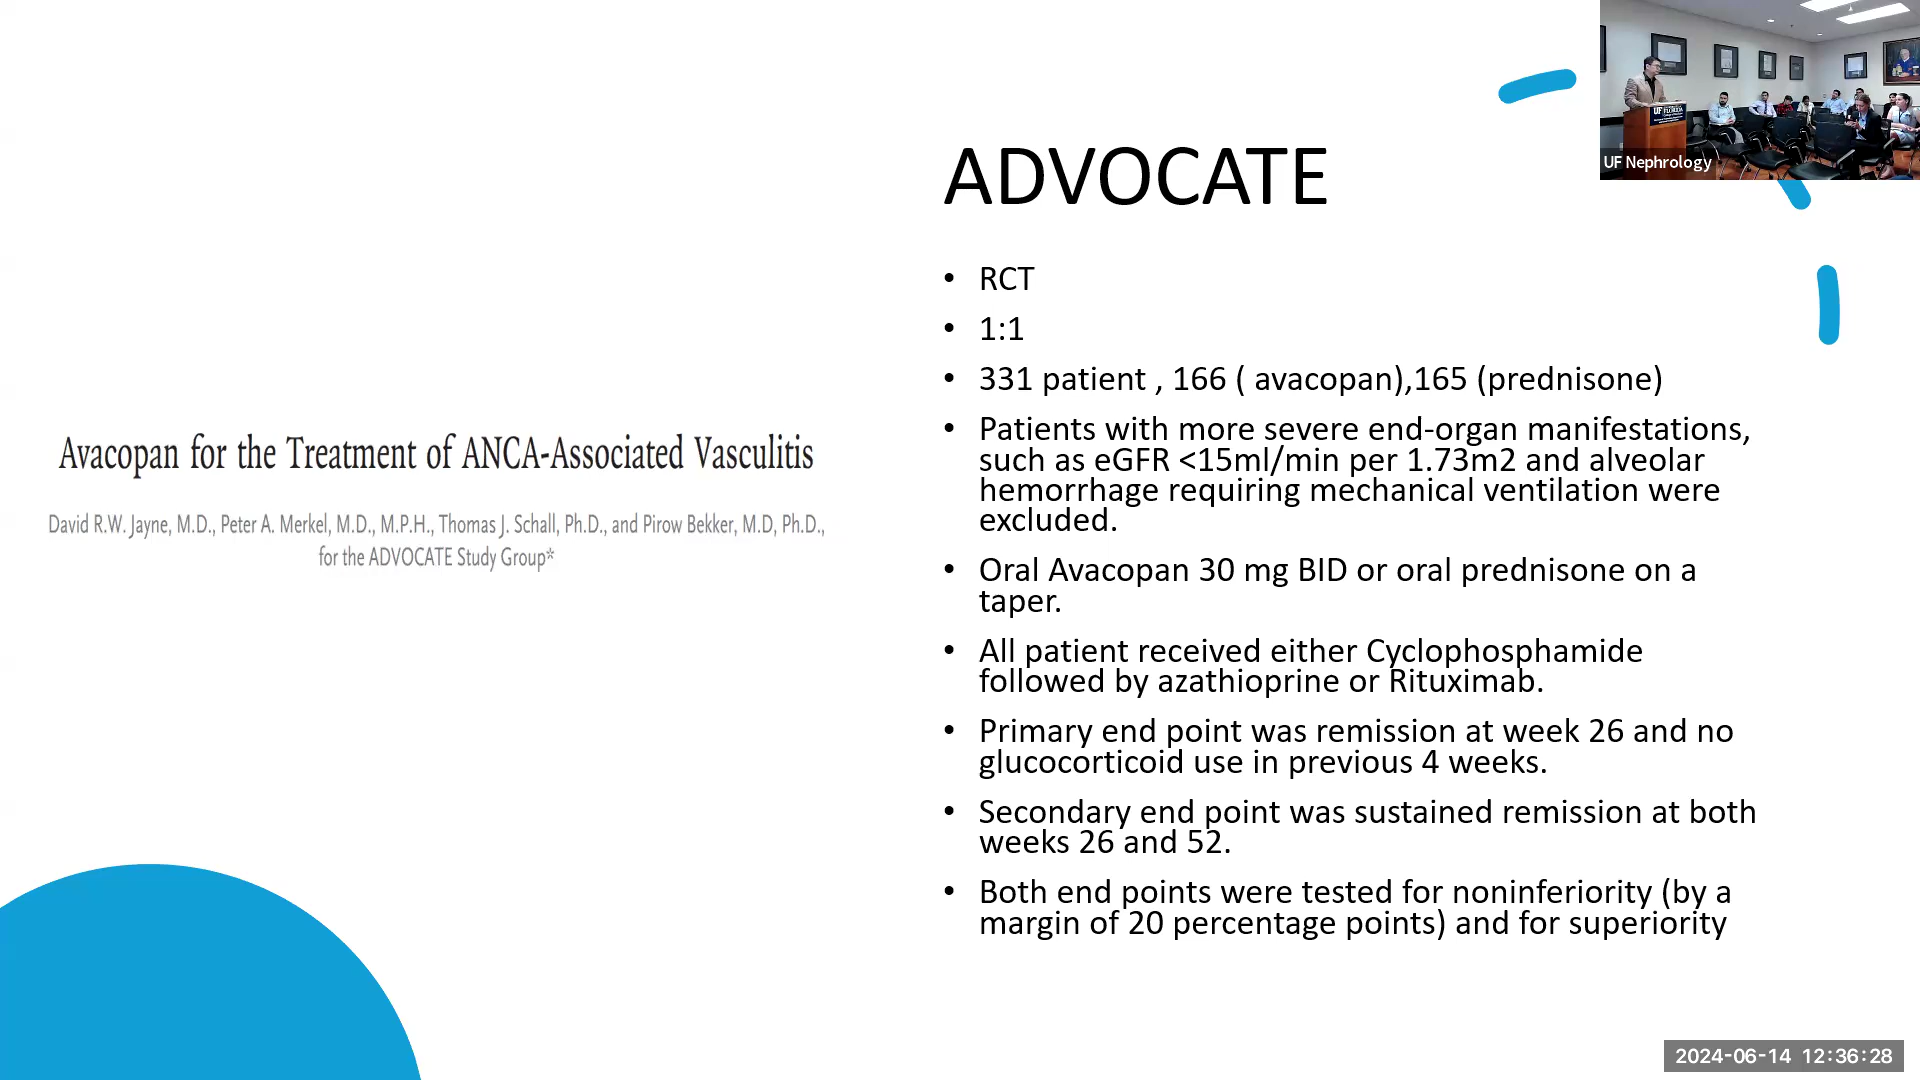 Avacopan for the Treatment of ANCA-Associated Vasculitis
David R.W. Jayne, M.D., Peter A. Merkel, M.D., M.P.H., Thomas J. Schall, Ph.D., and Pirow Bekker, M.D, Ph.D.,
for the ADVOCATE Study Group*
ADVOCATE
• RCT
• 1:1
• 331 patient , 166 ( avacopan),165 (prednisone)
• Patients with more severe end-organ manifestations,
such as eGFR <15ml/min per 1.73m2 and alveolar
hemorrhage requiring mechanical ventilation were
excluded.
• Oral Avacopan 30 mg BID or oral prednisone on a
taper.
• All patient received either Cyclophosphamide
followed by azathioprine or Rituximab.
• Primary end point was remission at week 26 and no
glucocorticoid use in previous 4 weeks.
• Secondary end point was sustained remission at both
weeks 26 and 52.
• Both end points were tested for noninferiority (by a
margin of 20 percentage points) and for superiority
UF FLORIDA
UF Nephrology
2024-06-14 12:36:28